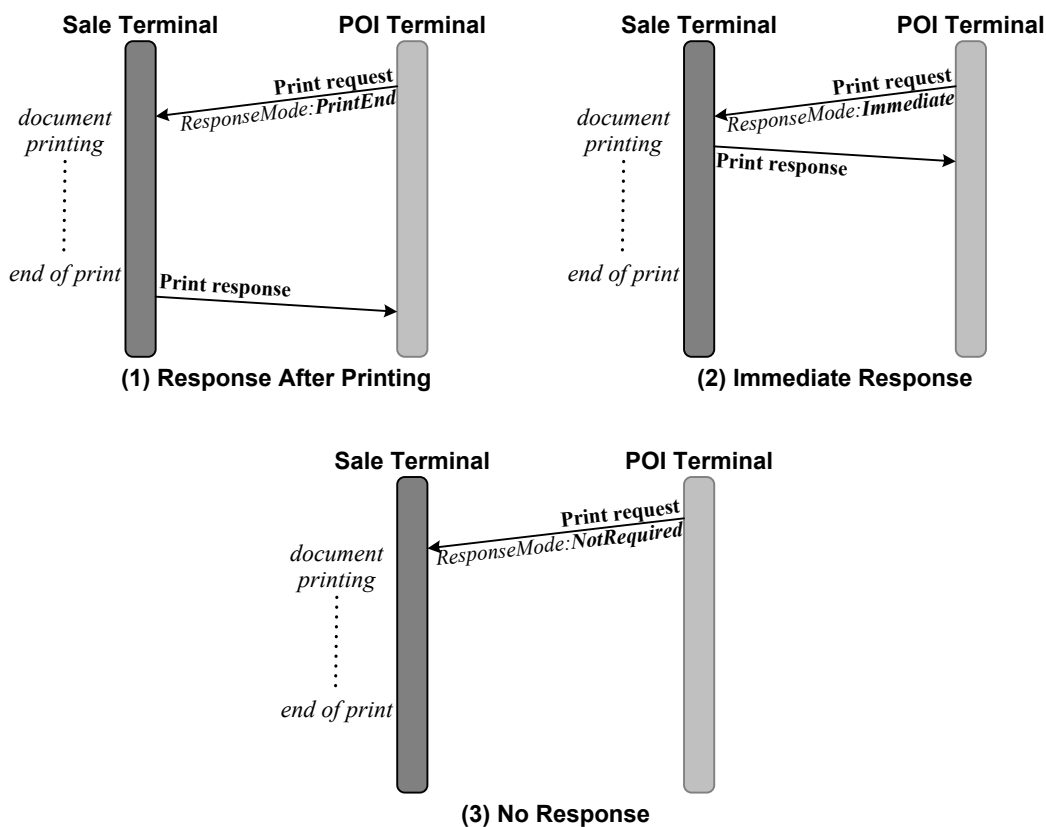 Sale Terminal
POI Terminal
Print request
ResponseMode:PrintEnd
document
printing
end of print
Print response
(1) Response After Printing
Sale Terminal
POI Terminal
Print request
ResponseMode:Immediate
document
printing
Print response
end of print
(2) Immediate Response
Sale Terminal
POI Terminal
Print request
ResponseMode:NotRequired
document
printing
end of print
(3) No Response